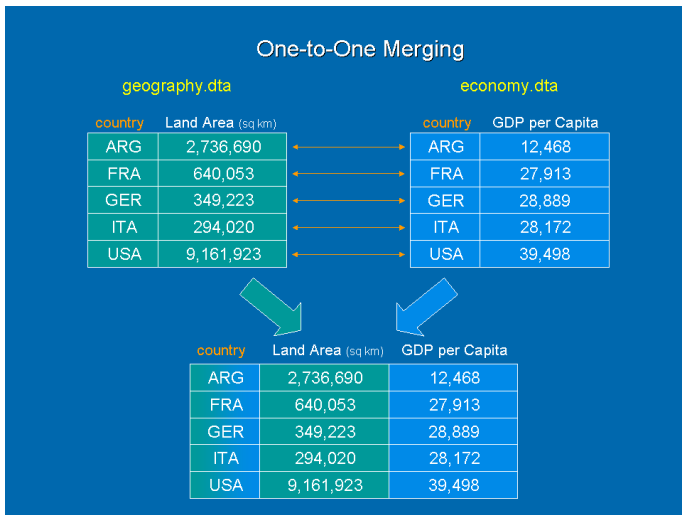 One-to-One Merging
geography.dta economy.dta
country Land Area (sq km) country GDP per Capita
ARG 2,736,690 ARG 12,468
FRA 640,053 FRA 27,913
GER 349,223 GER 28,889
ITA 294,020 ITA 28,172
USA 9,161,923 USA 39,498
country Land Area (sq km) GDP per Capita
ARG 2,736,690 12,468
FRA 640,053 27,913
GER 349,223 28,889
ITA 294,020 28,172
USA 9,161,923 39,498